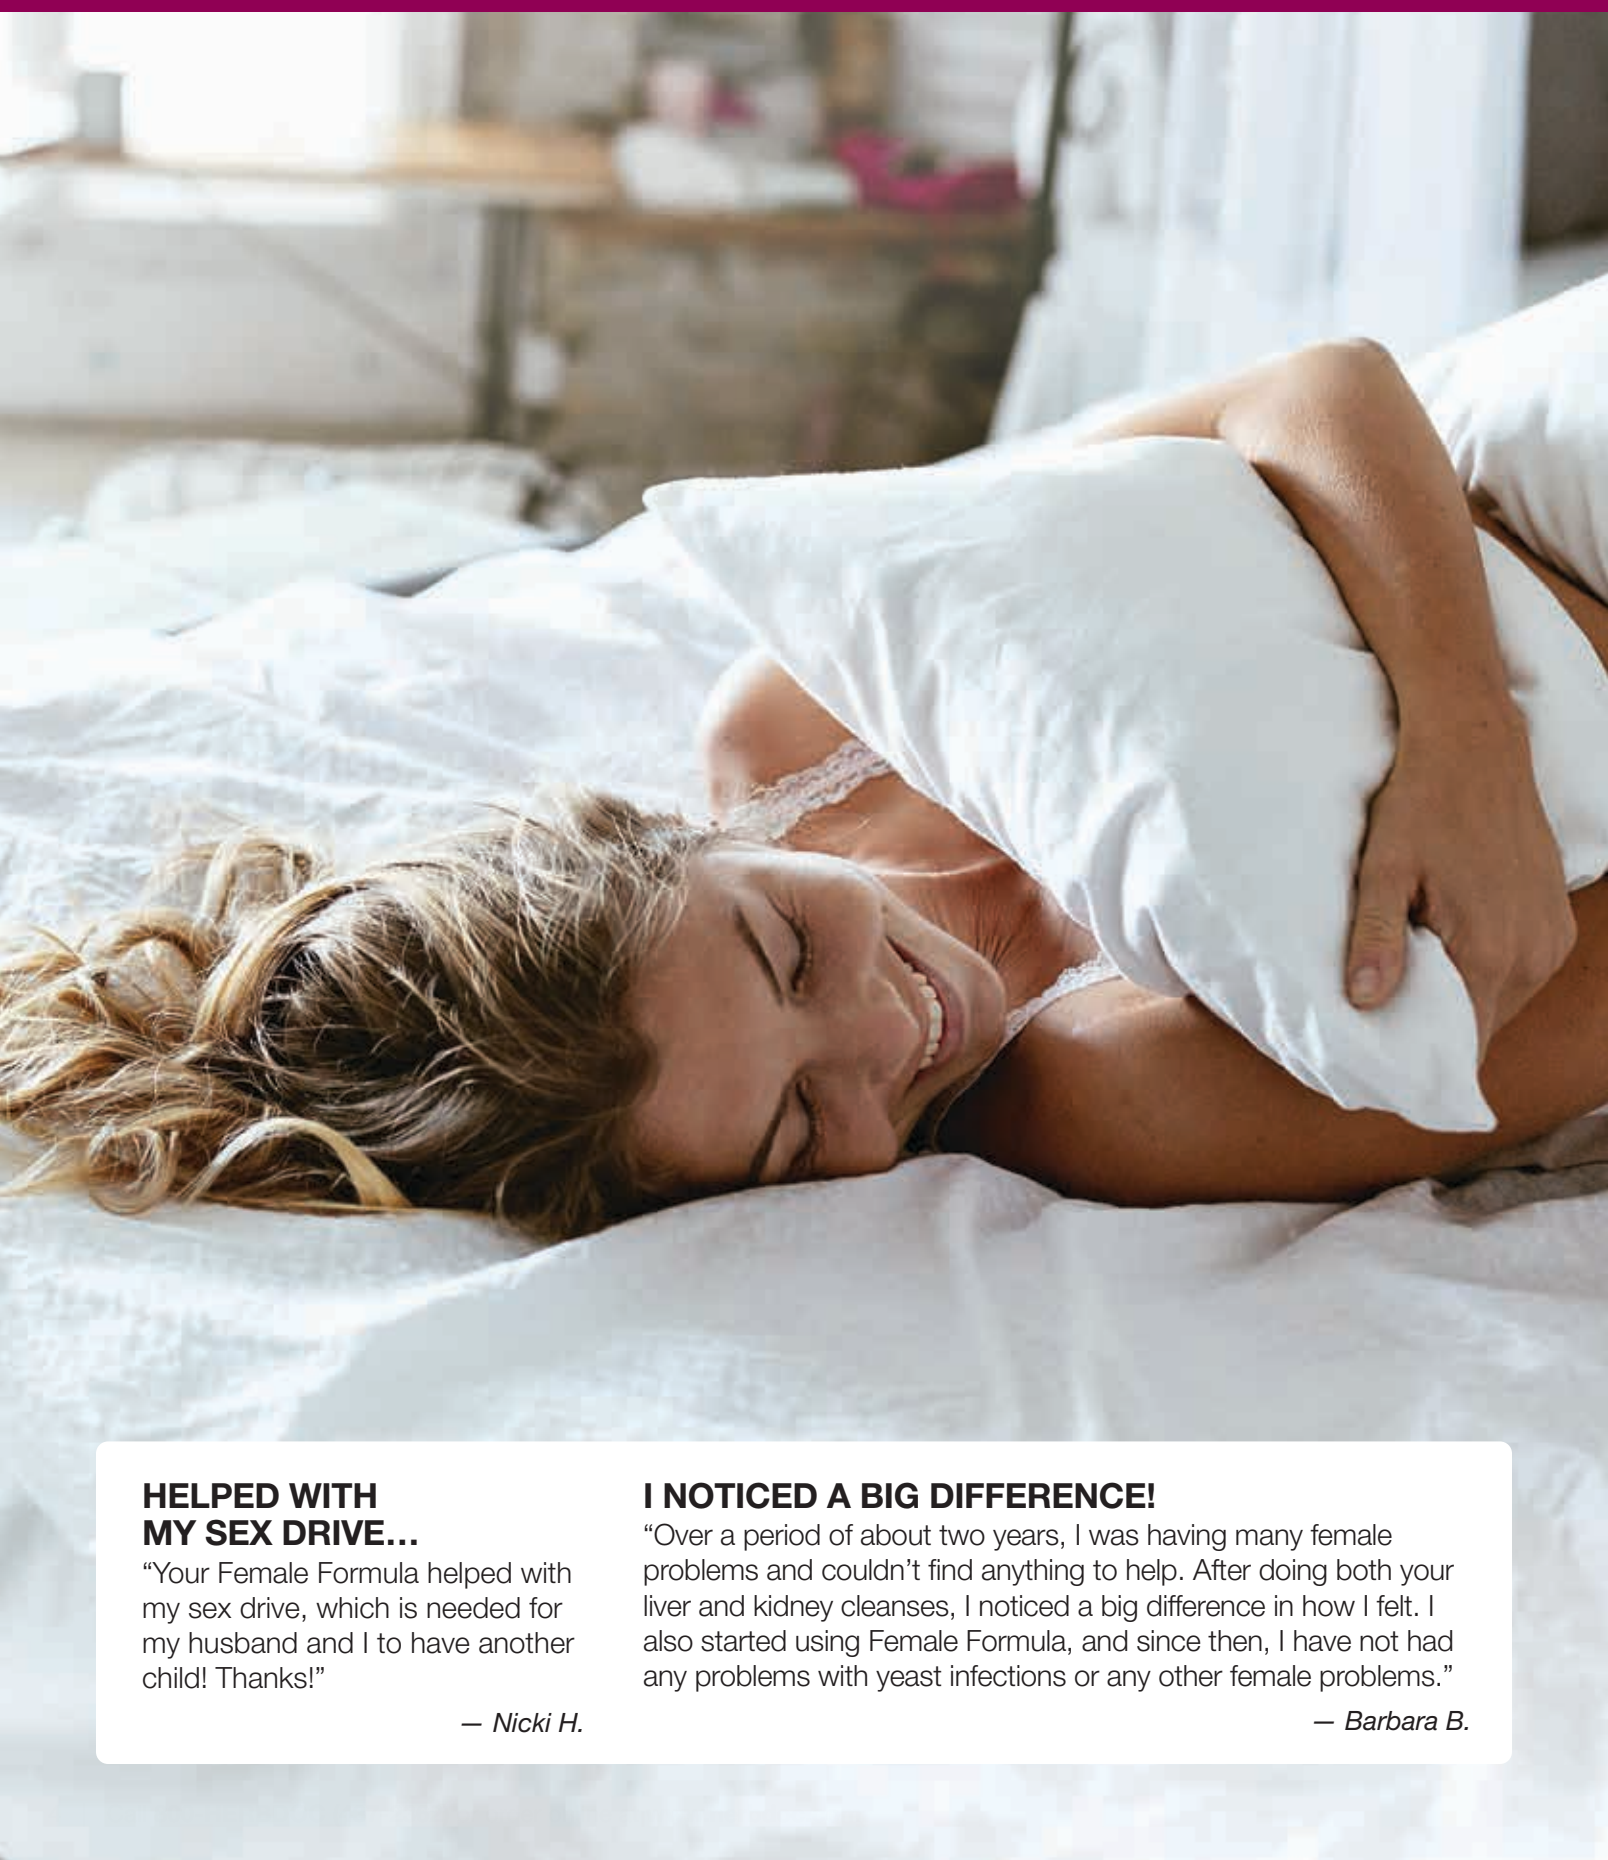 HELPED WITH
MY SEX DRIVE…
“Your Female Formula helped with
my sex drive, which is needed for
my husband and I to have another
child! Thanks!”
— Nicki H.
I NOTICED A BIG DIFFERENCE!
“Over a period of about two years, I was having many female
problems and couldn’t find anything to help. After doing both your
liver and kidney cleanses, I noticed a big difference in how I felt. I
also started using Female Formula, and since then, I have not had
any problems with yeast infections or any other female problems.”
— Barbara B.